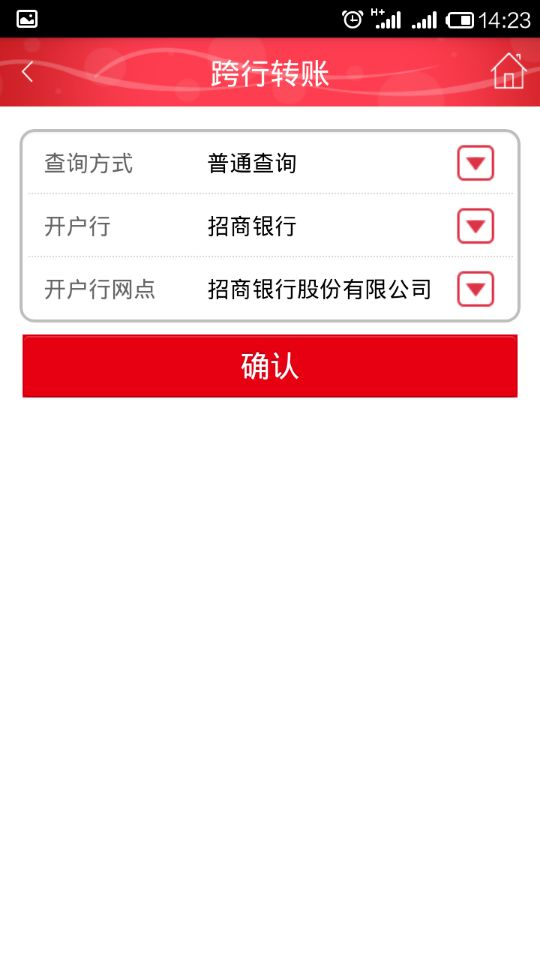 H+ 14:23
跨行转账
查询方式 普通查询
开户行 招商银行
开户行网点 招商银行股份有限公司
确认